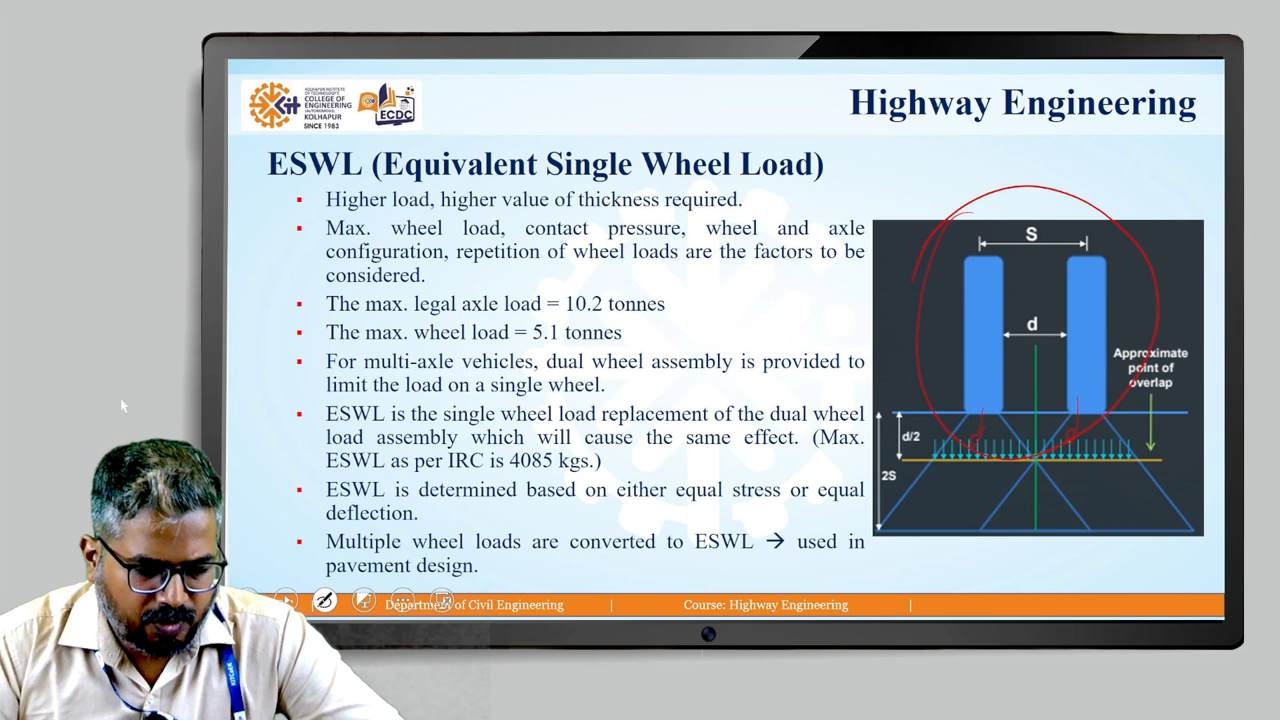 KOLHAPUR INSTITUTE
OF TECHNOLOGY'S
COLLEGE OF
ENGINEERING
(AUTONOMOUS),
KOLHAPUR
SINCE 1983
Kit
ECDC
Highway Engineering
ESWL (Equivalent Single Wheel Load)
▪ Higher load, higher value of thickness required.
▪ Max. wheel load, contact pressure, wheel and axle
configuration, repetition of wheel loads are the factors to be
considered.
▪ The max. legal axle load = 10.2 tonnes
▪ The max. wheel load = 5.1 tonnes
▪ For multi-axle vehicles, dual wheel assembly is provided to
limit the load on a single wheel.
▪ ESWL is the single wheel load replacement of the dual wheel
load assembly which will cause the same effect. (Max.
ESWL as per IRC is 4085 kgs.)
▪ ESWL is determined based on either equal stress or equal
deflection.
▪ Multiple wheel loads are converted to ESWL → used in
pavement design.
S
d
Approximate
point of
overlap
d/2
2S
| Department of Civil Engineering | Course: Highway Engineering |